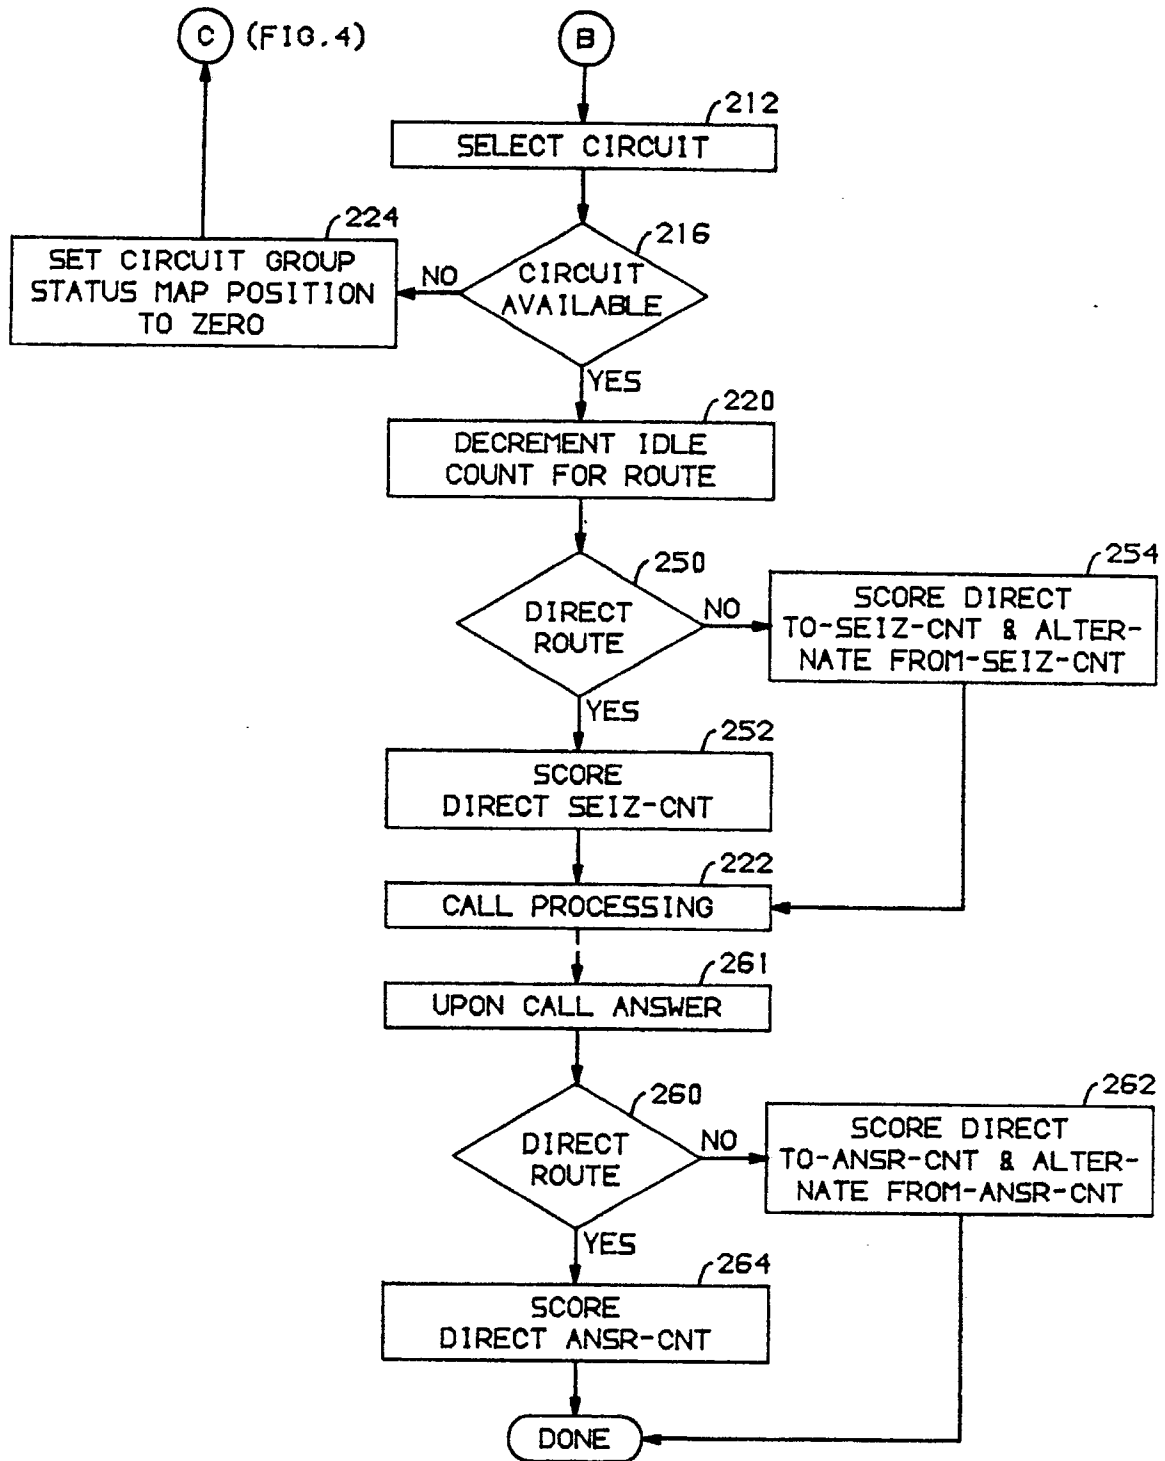 C (FIG.4)
B
212
SELECT CIRCUIT
224
SET CIRCUIT GROUP
STATUS MAP POSITION
TO ZERO
NO
216
CIRCUIT
AVAILABLE
YES
220
DECREMENT IDLE
COUNT FOR ROUTE
250
DIRECT
ROUTE
NO
254
SCORE DIRECT
TO-SEIZ-CNT & ALTER-
NATE FROM-SEIZ-CNT
YES
252
SCORE
DIRECT SEIZ-CNT
222
CALL PROCESSING
261
UPON CALL ANSWER
260
DIRECT
ROUTE
NO
262
SCORE DIRECT
TO-ANSR-CNT & ALTER-
NATE FROM-ANSR-CNT
YES
264
SCORE
DIRECT ANSR-CNT
DONE